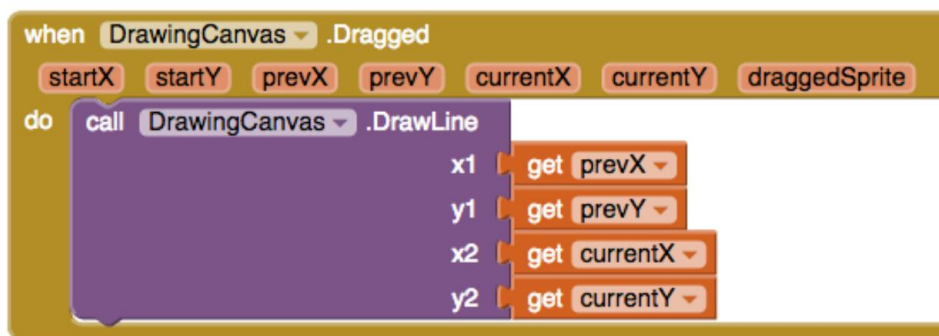 when DrawingCanvas .Dragged
startX startY prevX prevY currentX currentY draggedSprite
do call DrawingCanvas .DrawLine
x1 get prevX
y1 get prevY
x2 get currentX
y2 get currentY